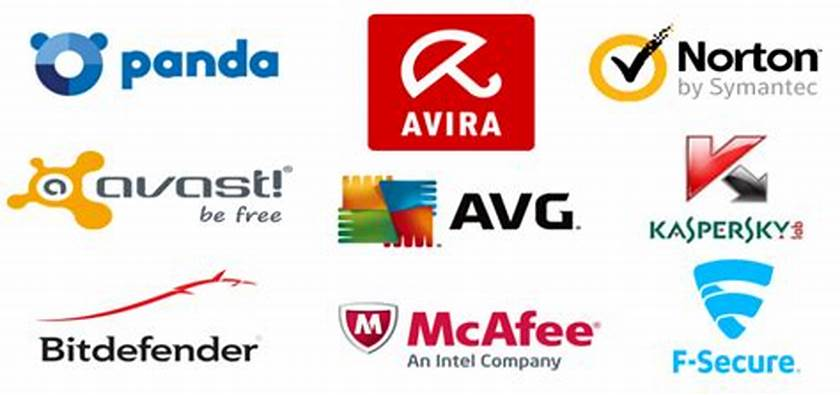 panda
AVIRA
Norton
by Symantec
a avast!®
be free
AVG.
KASPERSKY lab
Bitdefender
M McAfee®
An Intel Company
F-Secure.